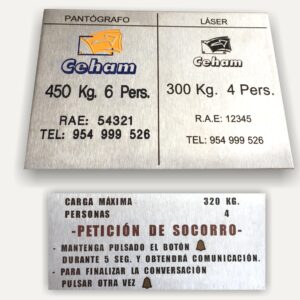 PANTÓGRAFO
Ceham
450 Kg. 6 Pers.
RAE: 54321
TEL: 954 999 526
LÁSER
Ceham
300 Kg. 4 Pers.
R.A.E: 12345
TEL: 954 999 526
CARGA MÁXIMA 320 KG.
PERSONAS 4
-PETICIÓN DE SOCORRO-
- MANTENGA PULSADO EL BOTÓN
DURANTE 5 SEG. Y OBTENDRÁ COMUNICACIÓN.
- PARA FINALIZAR LA CONVERSACIÓN
PULSAR OTRA VEZ